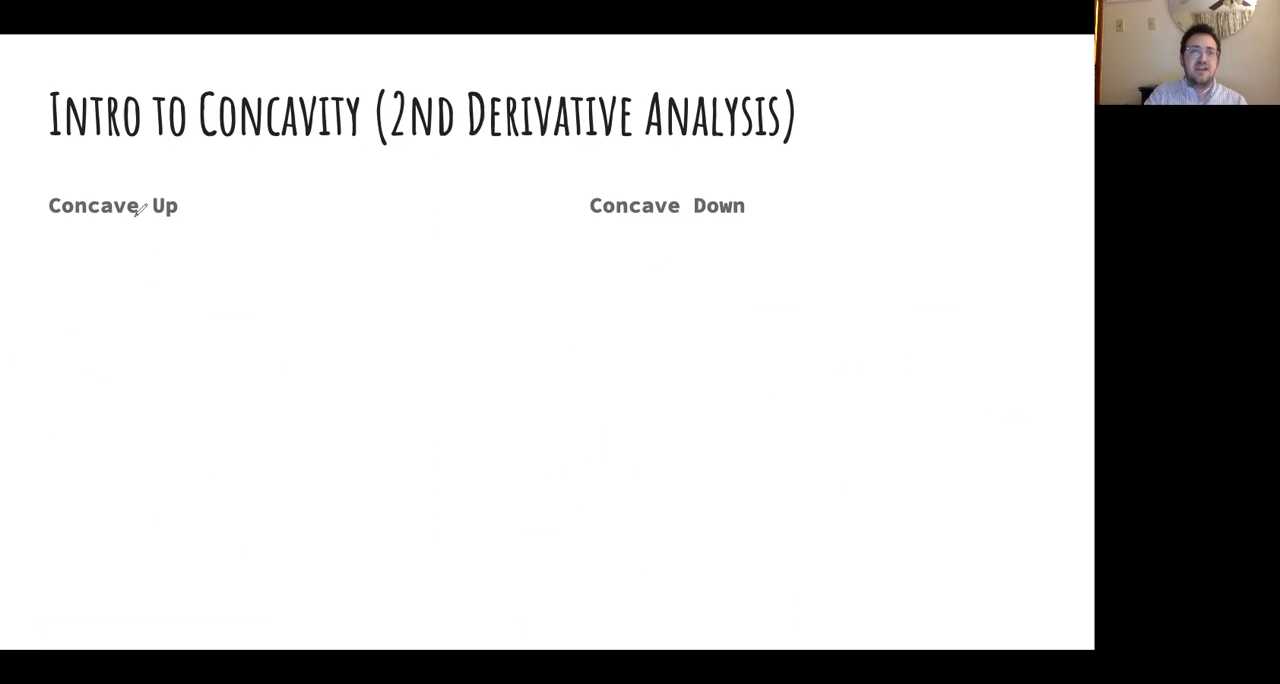 Intro to Concavity (2nd Derivative Analysis)
Concave Up
Concave Down